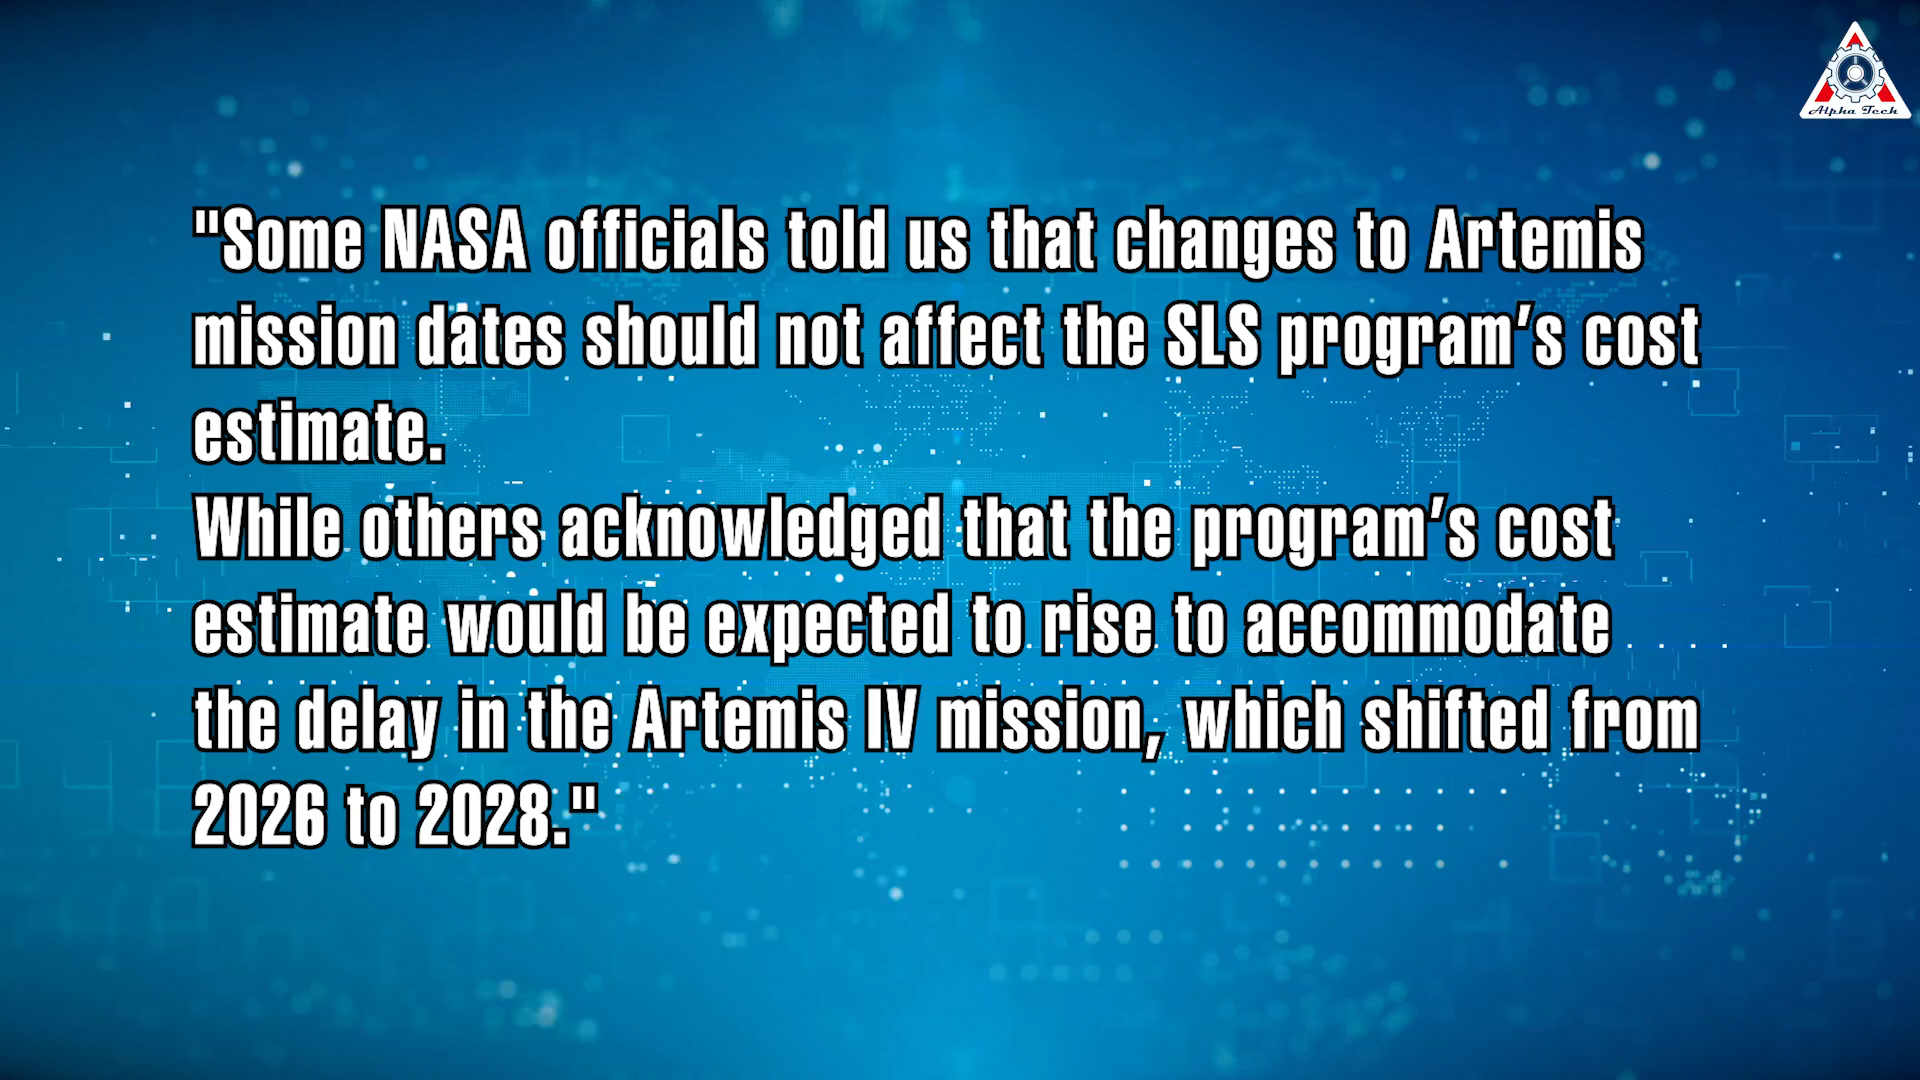 Alpha Tech
"Some NASA officials told us that changes to Artemis
mission dates should not affect the SLS program’s cost
estimate.
While others acknowledged that the program’s cost
estimate would be expected to rise to accommodate
the delay in the Artemis IV mission, which shifted from
2026 to 2028."